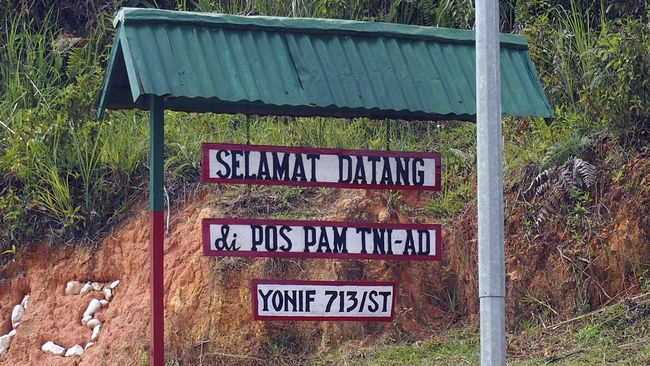 SELAMAT DATANG
di POS PAM TNI-AD
YONIF 713/ST